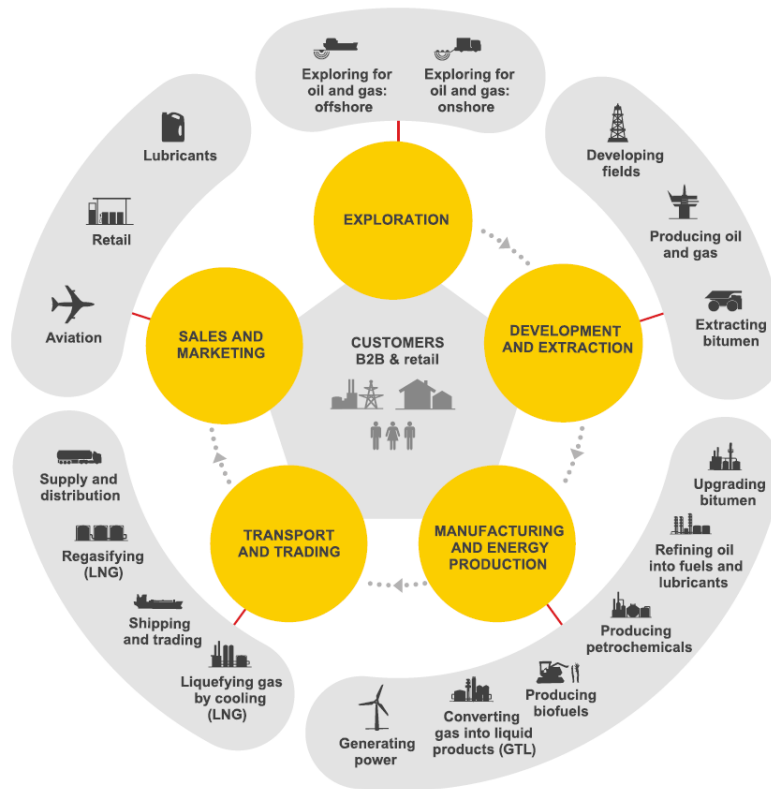 Exploring for
oil and gas:
offshore
Exploring for
oil and gas:
onshore
EXPLORATION
Developing
fields
Producing oil
and gas
Extracting
bitumen
DEVELOPMENT
AND EXTRACTION
Upgrading
bitumen
Refining oil
into fuels and
lubricants
Producing
petrochemicals
Producing
biofuels
Converting
gas into liquid
products (GTL)
Generating
power
MANUFACTURING
AND ENERGY
PRODUCTION
TRANSPORT
AND TRADING
Supply and
distribution
Regasifying
(LNG)
Shipping
and trading
Liquefying gas
by cooling
(LNG)
SALES AND
MARKETING
Lubricants
Retail
Aviation
CUSTOMERS
B2B & retail